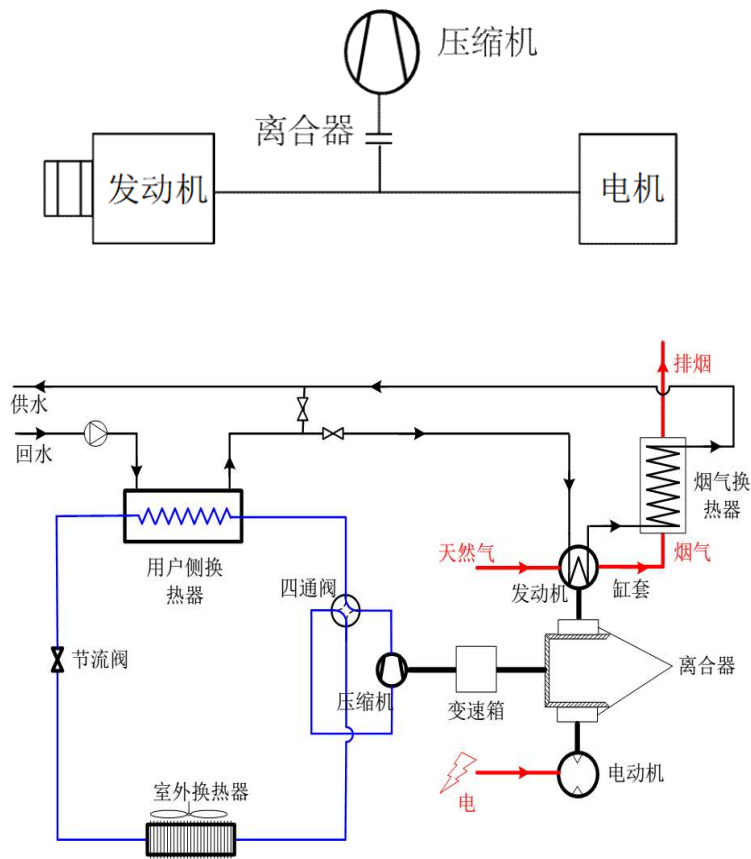 压缩机
离合器
发动机
电机
排烟
供水
回水
烟气换
热器
天然气
烟气
用户侧换
热器
发动机
缸套
四通阀
节流阀
压缩机
变速箱
离合器
室外换热器
电
电动机